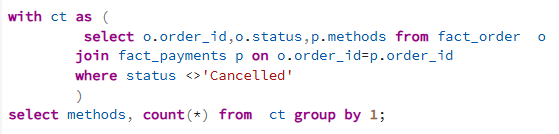 with ct as (
select o.order_id,o.status,p.methods from fact_order o
join fact_payments p on o.order_id=p.order_id
where status <>'Cancelled'
)
select methods, count(*) from ct group by 1;